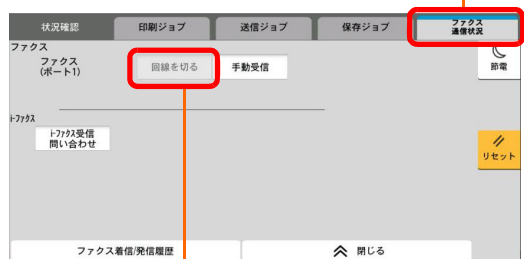 状況確認
印刷ジョブ
送信ジョブ
保存ジョブ
ファクス
通信状況
ファクス
ファクス
(ポート1)
回線を切る
手動受信
節電
i-ファクス
i-ファクス受信
問い合わせ
リセット
ファクス着信/発信履歴
閉じる